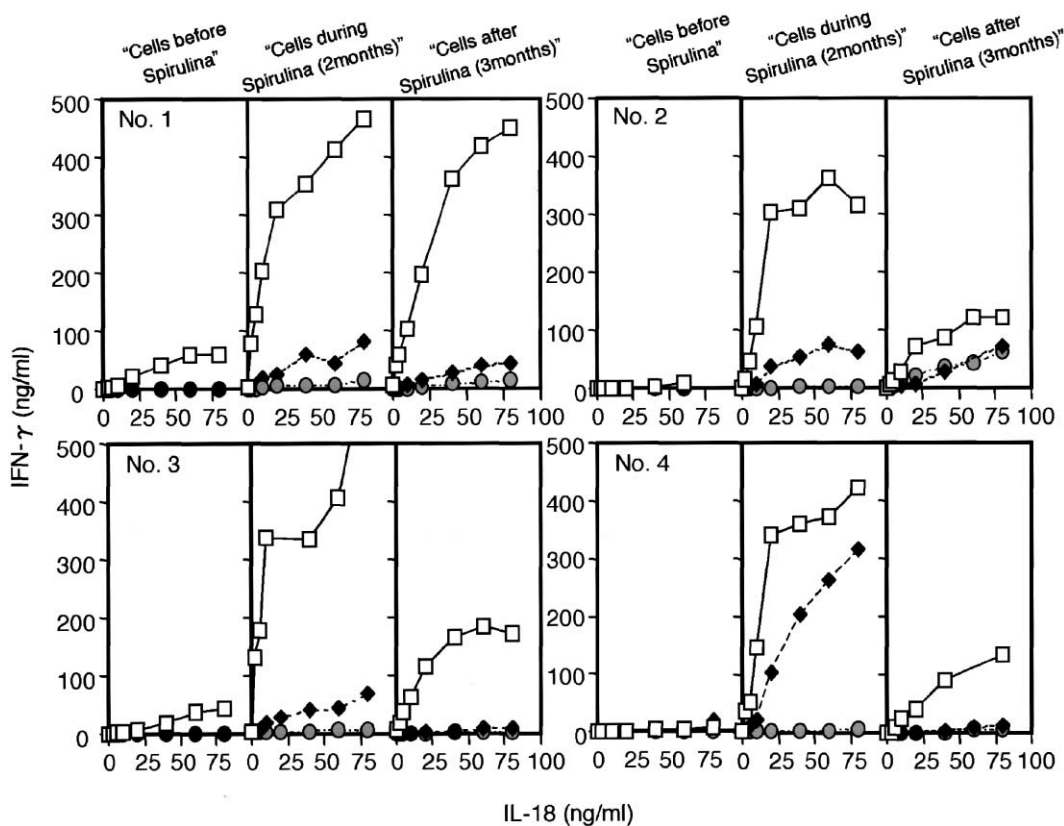 "Cells before
Spirulina"
"Cells during
Spirulina (2months)"
"Cells after
Spirulina (3months)"
"Cells before
Spirulina"
"Cells during
Spirulina (2months)"
"Cells after
Spirulina (3months)"
500
400
300
200
100
0
No. 1
0 25 50 75 0 25 50 75 0 25 50 75 100
500
400
300
200
100
0
No. 2
0 25 50 75 0 25 50 75 0 25 50 75 100
IFN-γ (ng/ml)
500
400
300
200
100
0
No. 3
0 25 50 75 0 25 50 75 0 25 50 75 100
500
400
300
200
100
0
No. 4
0 25 50 75 0 25 50 75 0 25 50 75 100
IL-18 (ng/ml)